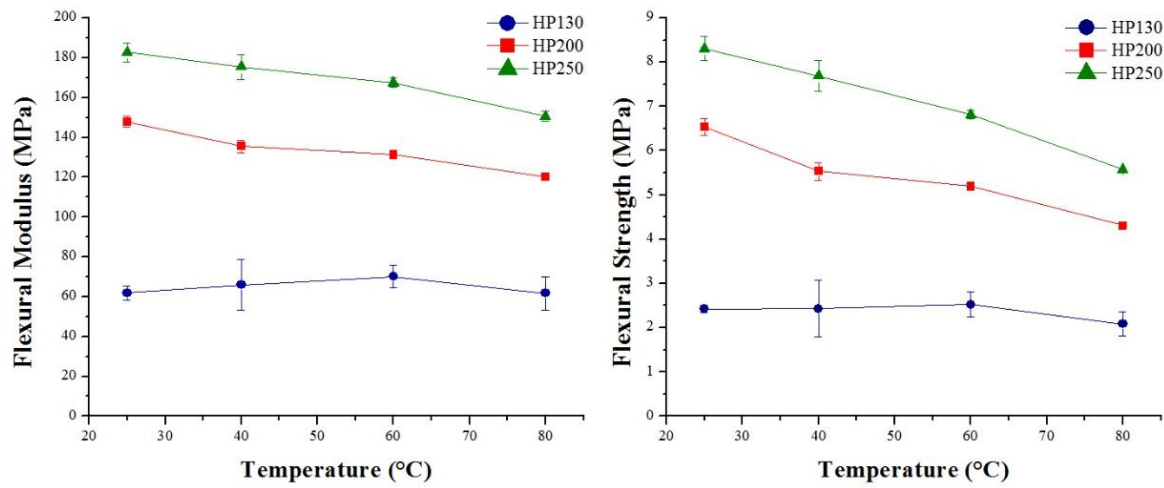 200
180
160
140
120
100
80
60
40
20
0
Flexural Modulus (MPa)
HP130
HP200
HP250
20 30 40 50 60 70 80
Temperature (°C)
9
8
7
6
5
4
3
2
1
0
Flexural Strength (MPa)
HP130
HP200
HP250
20 30 40 50 60 70 80
Temperature (°C)